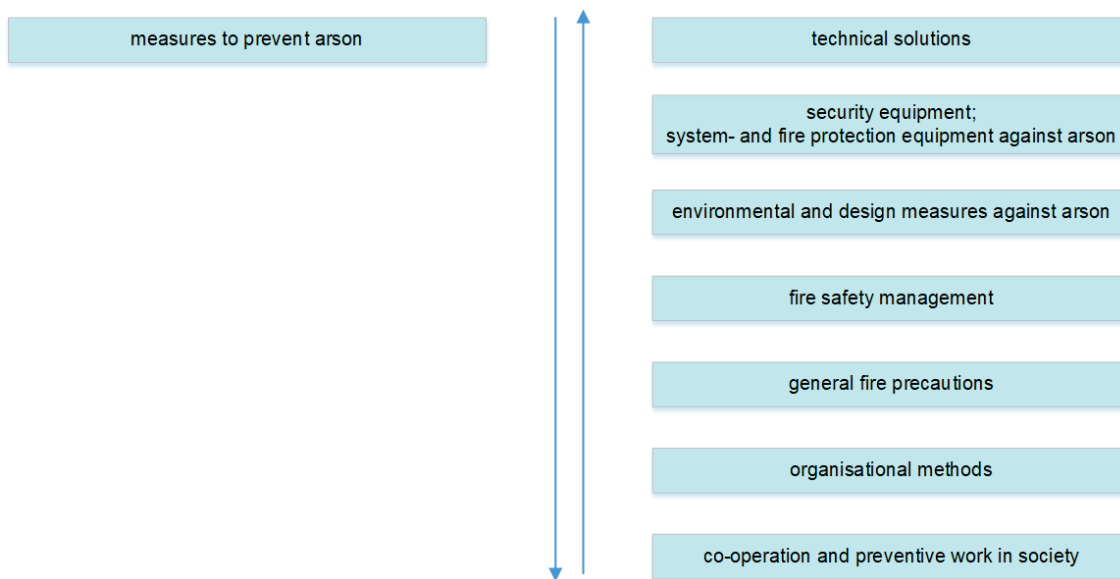 measures to prevent arson
technical solutions
security equipment;
system- and fire protection equipment against arson
environmental and design measures against arson
fire safety management
general fire precautions
organisational methods
co-operation and preventive work in society